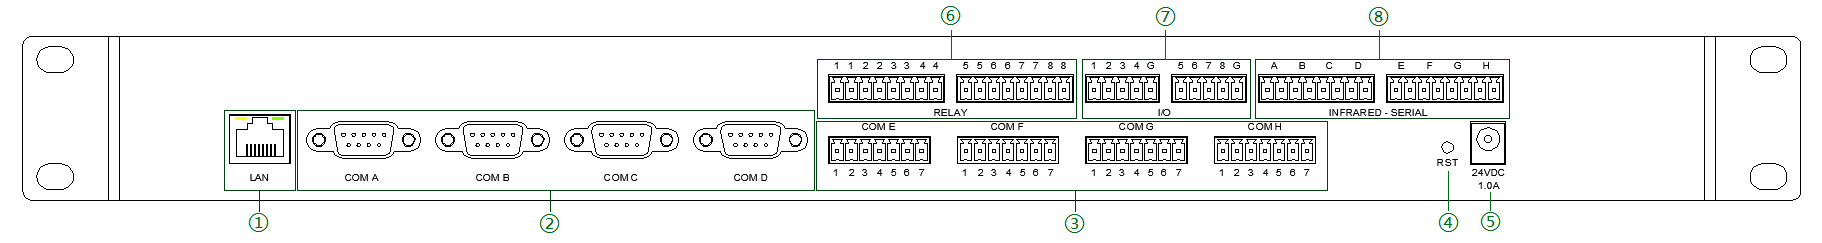 ⑥ ⑦ ⑧
1 1 2 2 3 3 4 4 5 5 6 6 7 7 8 8 1 2 3 4 G 5 6 7 8 G A B C D E F G H
RELAY I/O INFRARED - SERIAL
COM E COM F COM G COM H
RST
LAN COM A COM B COM C COM D 1 2 3 4 5 6 7 1 2 3 4 5 6 7 1 2 3 4 5 6 7 1 2 3 4 5 6 7 24VDC
1.0A
① ② ③ ④ ⑤